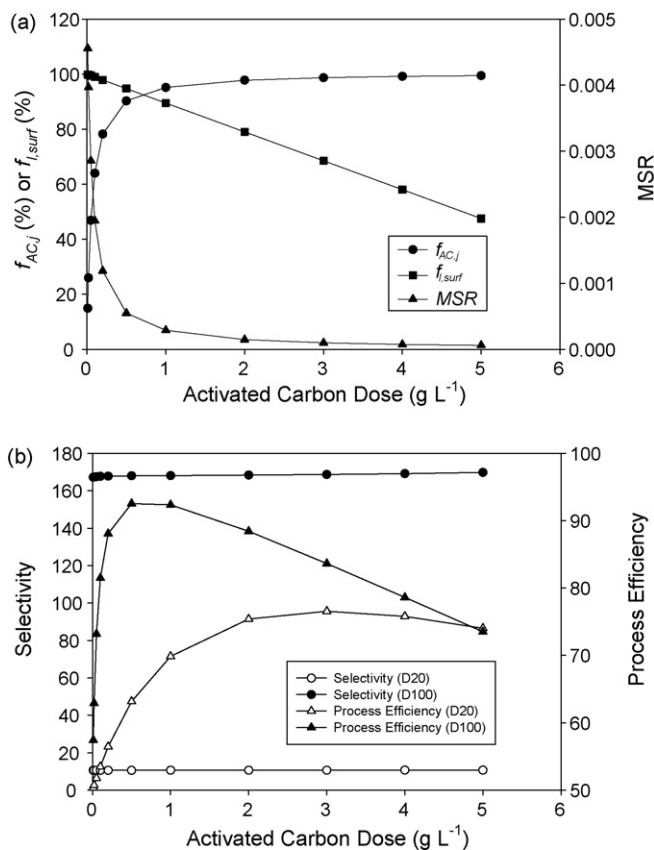 (a)
120
100
80
60
40
20
0
f_AC,j (%) or f_l,surf (%)
0.005
0.004
0.003
0.002
0.001
0.000
MSR
f_AC,j
f_l,surf
MSR
0 1 2 3 4 5 6
Activated Carbon Dose (g L⁻¹)
(b)
180
160
140
120
100
80
60
40
20
0
Selectivity
100
90
80
70
60
50
Process Efficiency
Selectivity (D20)
Selectivity (D100)
Process Efficiency (D20)
Process Efficiency (D100)
0 1 2 3 4 5 6
Activated Carbon Dose (g L⁻¹)